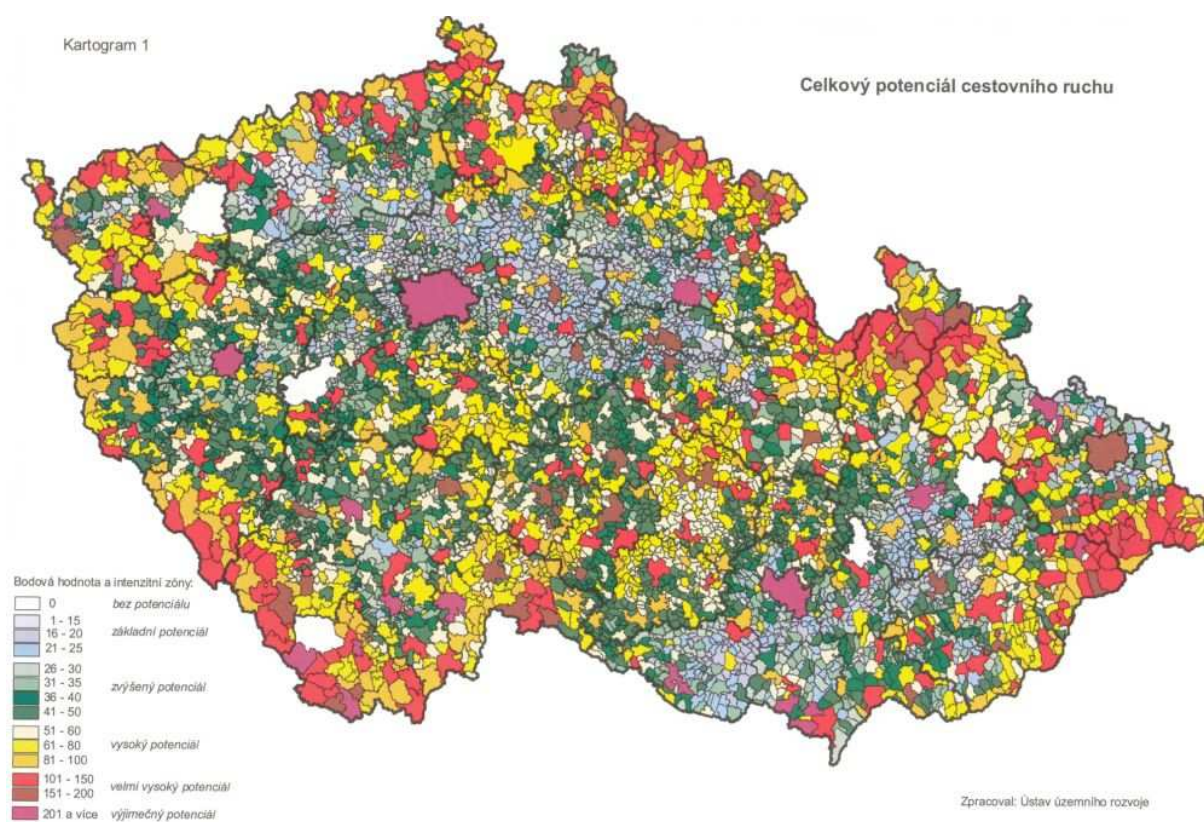 Kartogram 1
Celkový potenciál cestovního ruchu
Bodová hodnota a intenzitní zóny:
0 bez potenciálu
1 - 15
16 - 20 základní potenciál
21 - 25
26 - 30
31 - 35 zvýšený potenciál
36 - 40
41 - 50
51 - 60
61 - 80 vysoký potenciál
81 - 100
101 - 150 velmi vysoký potenciál
151 - 200
201 a více výjimečný potenciál
Zpracoval: Ústav územního rozvoje